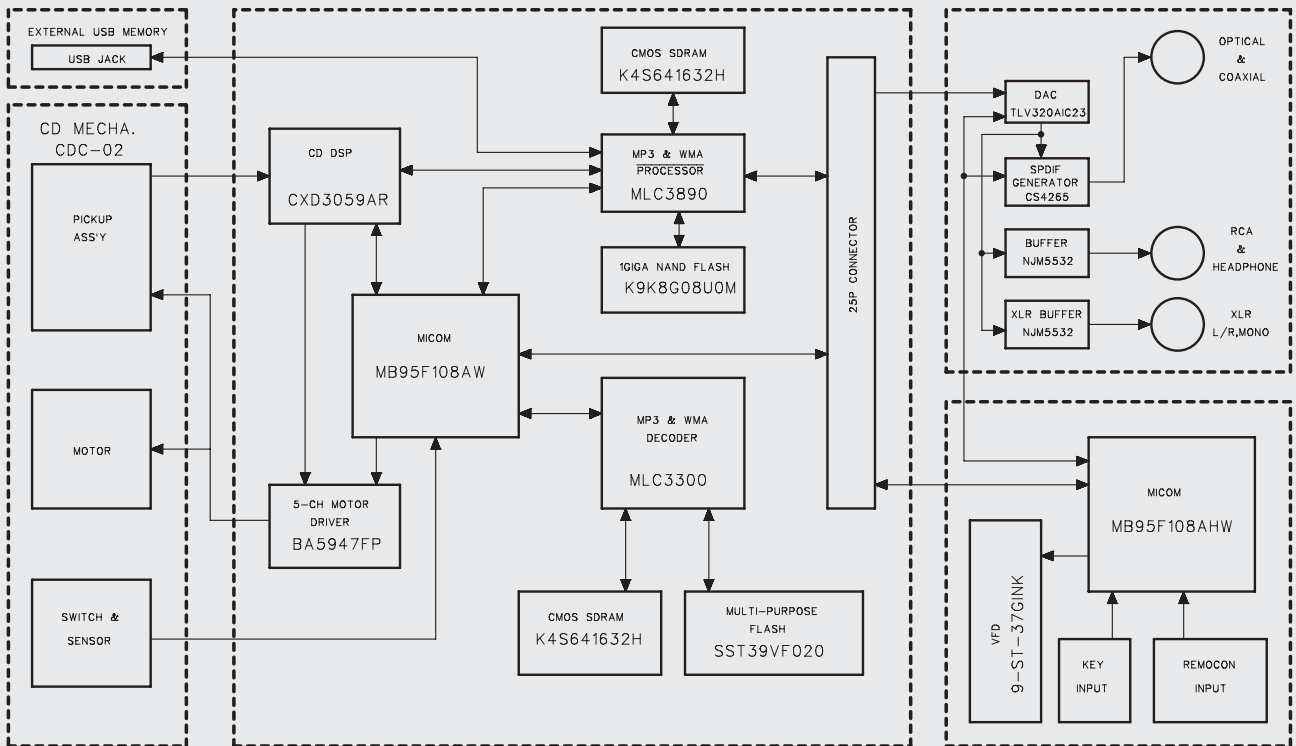 EXTERNAL USB MEMORY
USB JACK
CD MECHA.
CDC-02
PICKUP
ASS'Y
MOTOR
SWITCH &
SENSOR
CD DSP
CXD3059AR
MICOM
MB95F108AW
5-CH MOTOR
DRIVER
BA5947FP
CMOS SDRAM
K4S641632H
MP3 & WMA
PROCESSOR
MLC3890
1GIGA NAND FLASH
K9K8G08U0M
MP3 & WMA
DECODER
MLC3300
CMOS SDRAM
K4S641632H
MULTI-PURPOSE
FLASH
SST39VF020
25P CONNECTOR
DAC
TLV320AIC23
SPDIF
GENERATOR
CS4265
BUFFER
NJM5532
XLR BUFFER
NJM5532
OPTICAL
&
COAXIAL
RCA
&
HEADPHONE
XLR
L/R,MONO
MICOM
MB95F108AHW
VFD
9-ST-37GINK
KEY
INPUT
REMOCON
INPUT